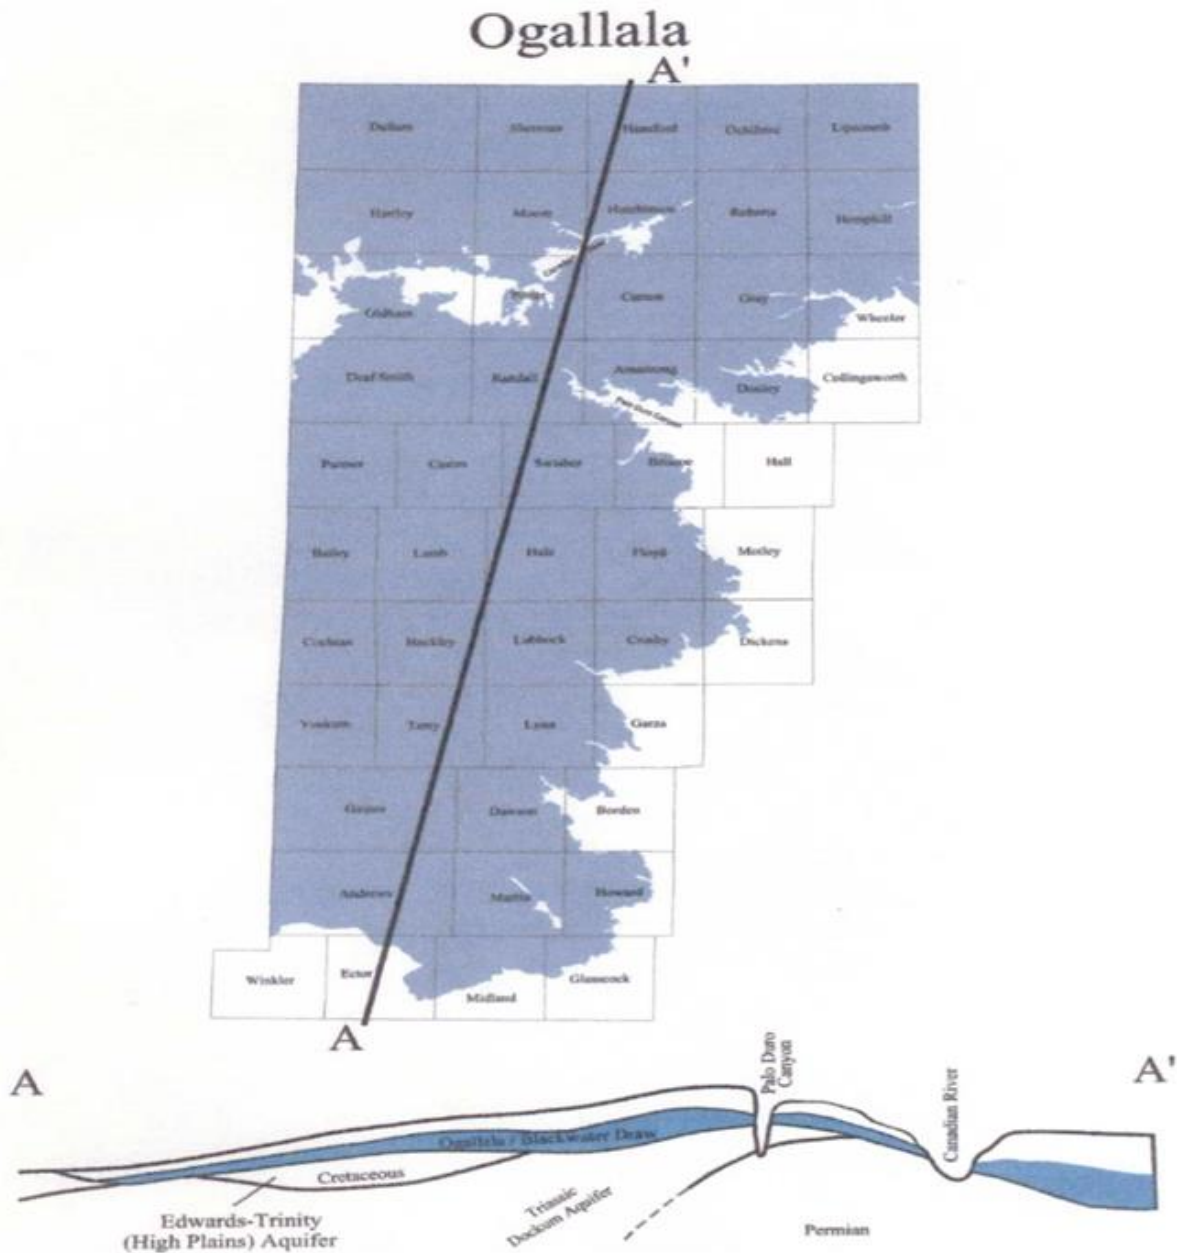 Ogallala
A'
Dallam Sherman Hansford Ochiltree Lipscomb
Hartley Moore Hutchinson Roberts Hemphill
Potter Carson Gray
Oldham Wheeler
Deaf Smith Randall Armstrong Donley Collingsworth
Palo Duro Canyon
Parmer Castro Swisher Briscoe Hall
Bailey Lamb Hale Floyd Motley
Cochran Hockley Lubbock Crosby Dickens
Yoakum Terry Lynn Garza
Gaines Dawson Borden
Andrews Martin Howard
Winkler Ector Midland Glasscock
A
A A'
Palo Duro
Canyon
Canadian River
Ogallala / Blackwater Draw
Cretaceous
Edwards-Trinity
(High Plains) Aquifer
Triassic
Dockum Aquifer
Permian